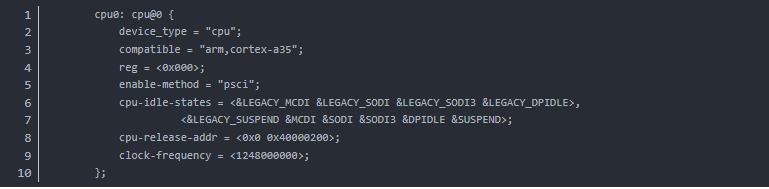 1 cpu0: cpu@0 {
2 device_type = "cpu";
3 compatible = "arm,cortex-a35";
4 reg = <0x000>;
5 enable-method = "psci";
6 cpu-idle-states = <&LEGACY_MCDI &LEGACY_SODI &LEGACY_SODI3 &LEGACY_DPIDLE>,
7 <&LEGACY_SUSPEND &MCDI &SODI &SODI3 &DPIDLE &SUSPEND>;
8 cpu-release-addr = <0x0 0x40000200>;
9 clock-frequency = <1248000000>;
10 };